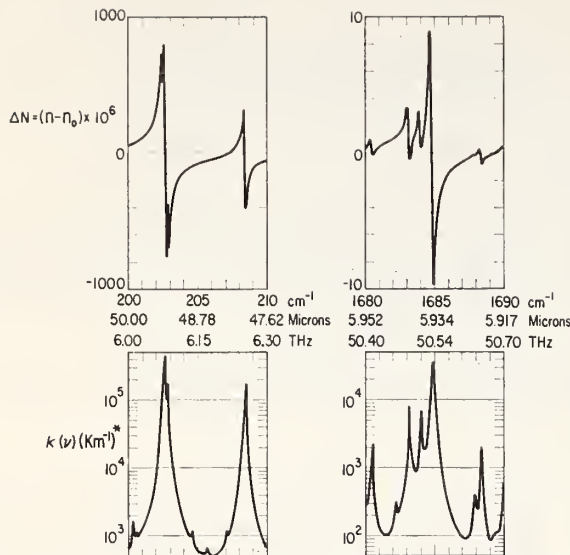 1000
10
ΔN=(n-n₀)×10⁶
0
0
-1000
-10
200 205 210 cm⁻¹ 1680 1685 1690 cm⁻¹
50.00 48.78 47.62 Microns 5.952 5.934 5.917 Microns
6.00 6.15 6.30 THz 50.40 50.54 50.70 THz
10⁵
10⁴
k(ν)(Km⁻¹)*
10⁴
10³
10³
10²